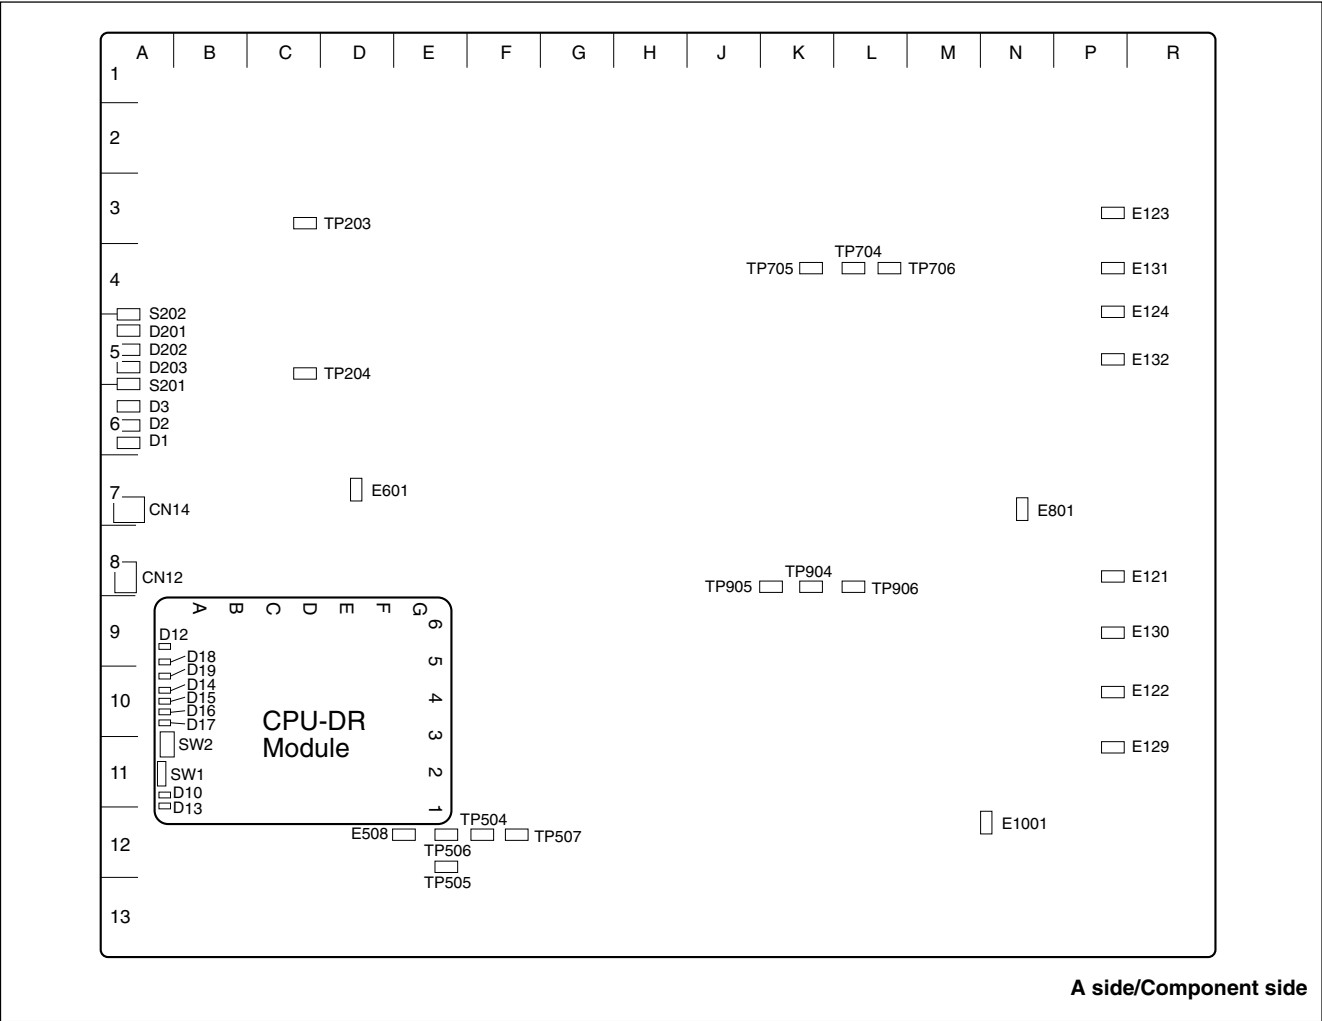 A B C D E F G H J K L M N P R
1
2
3
TP203
E123
4
TP704
TP705
TP706
E131
S202
E124
D201
5
D202
E132
D203
TP204
S201
D3
6
D2
D1
7
E601
CN14
E801
8
CN12
TP904
TP905
TP906
E121
A B C D E F G
6
9
D12
E130
D18
5
D19
D14
10
D15
4
E122
D16
D17
CPU-DR
Module
3
SW2
E129
11
SW1
2
D10
D13
1
TP504
E1001
E508
TP507
12
TP506
TP505
13
A side/Component side